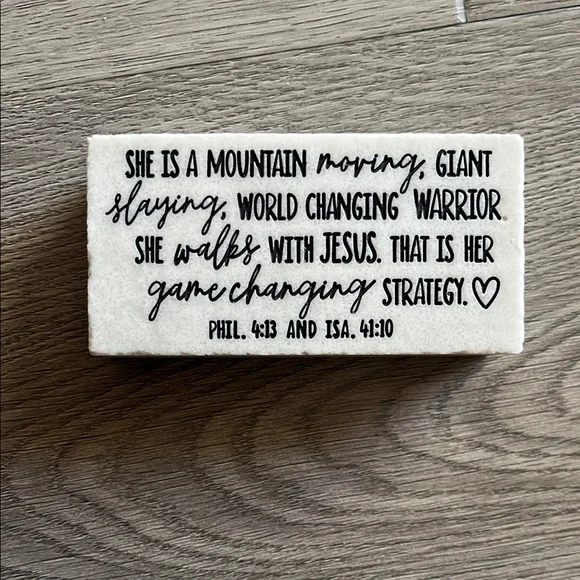 SHE IS A MOUNTAIN moving, GIANT
slaying, WORLD CHANGING WARRIOR
SHE walks WITH JESUS. THAT IS HER
game changing STRATEGY.♡
PHIL. 4:13 AND ISA. 41:10